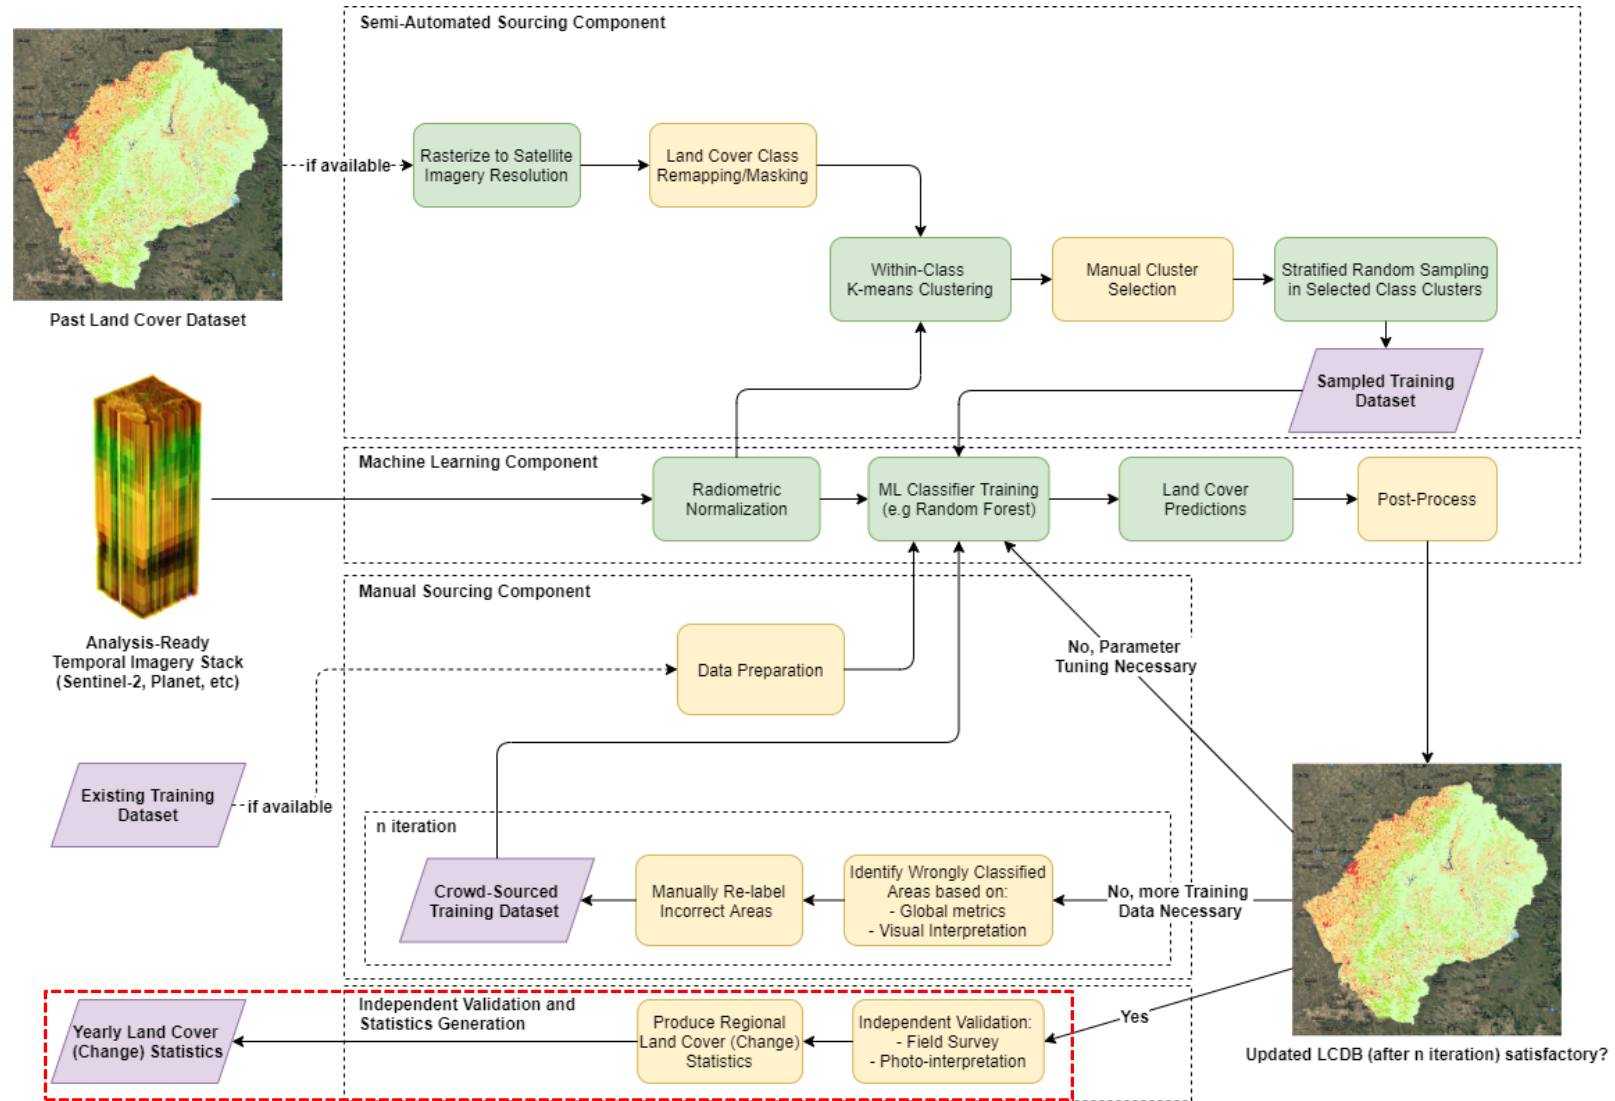 Semi-Automated Sourcing Component
if available
Rasterize to Satellite
Imagery Resolution
Land Cover Class
Remapping/Masking
Within-Class
K-means Clustering
Manual Cluster
Selection
Stratified Random Sampling
in Selected Class Clusters
Past Land Cover Dataset
Sampled Training
Dataset
Machine Learning Component
Radiometric
Normalization
ML Classifier Training
(e.g Random Forest)
Land Cover
Predictions
Post-Process
Analysis-Ready
Temporal Imagery Stack
(Sentinel-2, Planet, etc)
Manual Sourcing Component
Data Preparation
No, Parameter
Tuning Necessary
Existing Training
Dataset
if available
n iteration
Crowd-Sourced
Training Dataset
Manually Re-label
Incorrect Areas
Identify Wrongly Classified
Areas based on:
- Global metrics
- Visual Interpretation
No, more Training
Data Necessary
Independent Validation and
Statistics Generation
Yearly Land Cover
(Change) Statistics
Produce Regional
Land Cover (Change)
Statistics
Independent Validation:
- Field Survey
- Photo-interpretation
Yes
Updated LCDB (after n iteration) satisfactory?